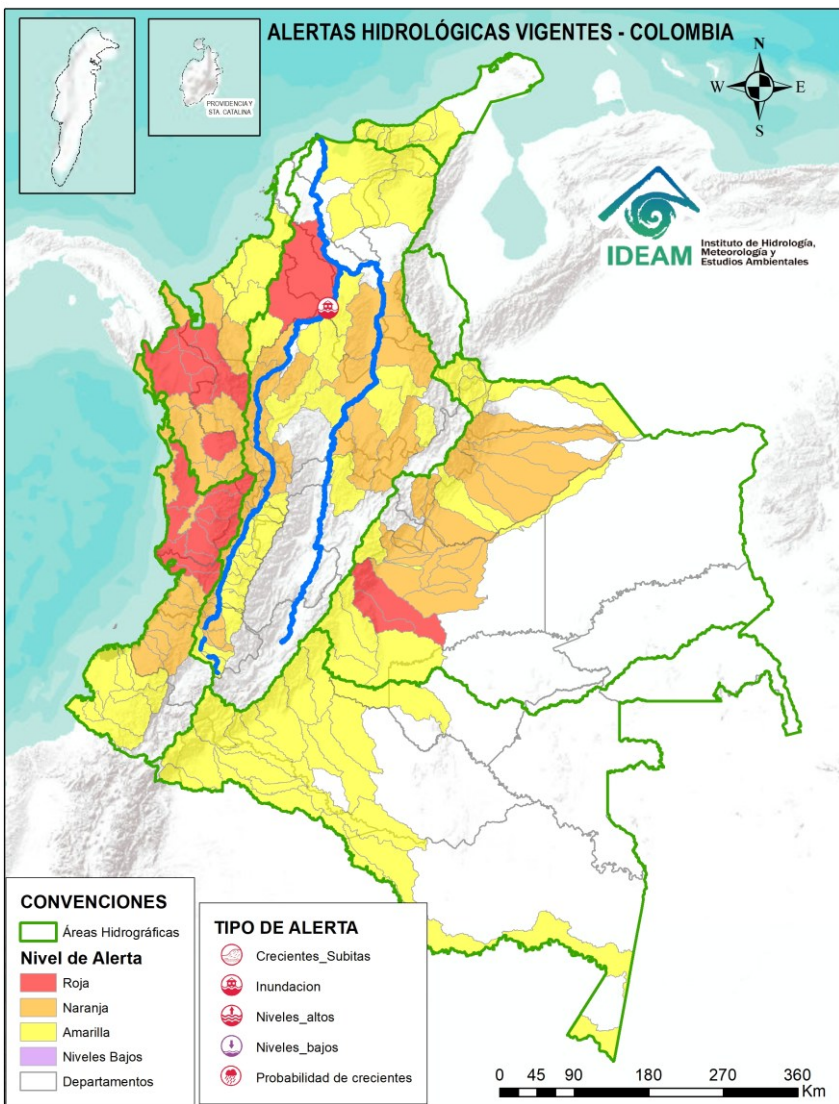 ALERTAS HIDROLÓGICAS VIGENTES - COLOMBIA
PROVIDENCIA Y
STA. CATALINA
N
W
E
S
IDEAM
Instituto de Hidrología,
Meteorología y
Estudios Ambientales
CONVENCIONES
Áreas Hidrográficas
Nivel de Alerta
Roja
Naranja
Amarilla
Niveles Bajos
Departamentos
TIPO DE ALERTA
Crecientes_Subitas
Inundacion
Niveles_altos
Niveles_bajos
Probabilidad de crecientes
0 45 90 180 270 360
Km